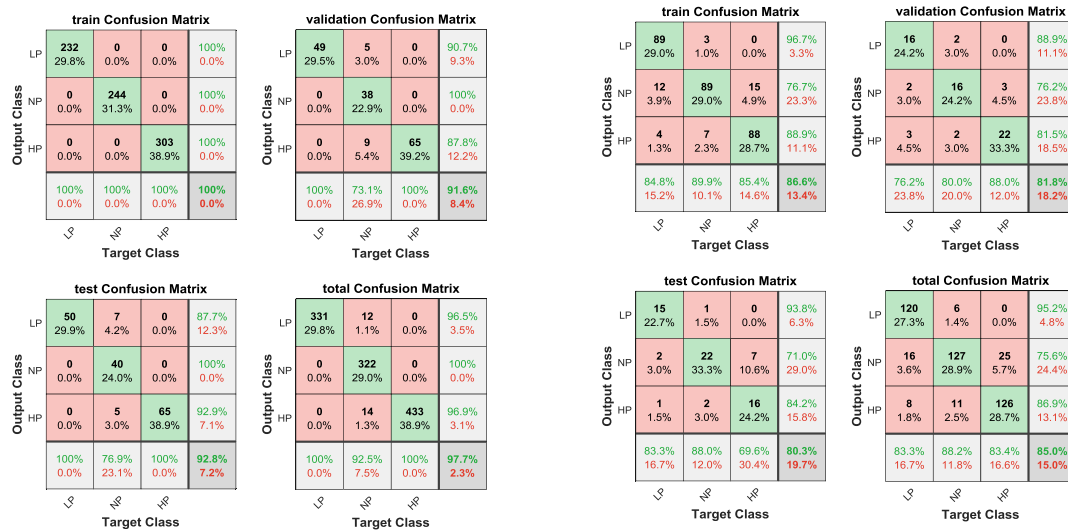 train Confusion Matrix
LP 232 0 0 100%
29.8% 0.0% 0.0% 0.0%
NP 0 244 0 100%
0.0% 31.3% 0.0% 0.0%
HP 0 0 303 100%
0.0% 0.0% 38.9% 0.0%
100% 100% 100% 100%
0.0% 0.0% 0.0% 0.0%
LP NP HP
Target Class
Output Class
validation Confusion Matrix
LP 49 5 0 90.7%
29.5% 3.0% 0.0% 9.3%
NP 0 38 0 100%
0.0% 22.9% 0.0% 0.0%
HP 0 9 65 87.8%
0.0% 5.4% 39.2% 12.2%
100% 73.1% 100% 91.6%
0.0% 26.9% 0.0% 8.4%
LP NP HP
Target Class
Output Class
train Confusion Matrix
LP 89 3 0 96.7%
29.0% 1.0% 0.0% 3.3%
NP 12 89 15 76.7%
3.9% 29.0% 4.9% 23.3%
HP 4 7 88 88.9%
1.3% 2.3% 28.7% 11.1%
84.8% 89.9% 85.4% 86.6%
15.2% 10.1% 14.6% 13.4%
LP NP HP
Target Class
Output Class
validation Confusion Matrix
LP 16 2 0 88.9%
24.2% 3.0% 0.0% 11.1%
NP 2 16 3 76.2%
3.0% 24.2% 4.5% 23.8%
HP 3 2 22 81.5%
4.5% 3.0% 33.3% 18.5%
76.2% 80.0% 88.0% 81.8%
23.8% 20.0% 12.0% 18.2%
LP NP HP
Target Class
Output Class
test Confusion Matrix
LP 50 7 0 87.7%
29.9% 4.2% 0.0% 12.3%
NP 0 40 0 100%
0.0% 24.0% 0.0% 0.0%
HP 0 5 65 92.9%
0.0% 3.0% 38.9% 7.1%
100% 76.9% 100% 92.8%
0.0% 23.1% 0.0% 7.2%
LP NP HP
Target Class
Output Class
total Confusion Matrix
LP 331 12 0 96.5%
29.8% 1.1% 0.0% 3.5%
NP 0 322 0 100%
0.0% 29.0% 0.0% 0.0%
HP 0 14 433 96.9%
0.0% 1.3% 38.9% 3.1%
100% 92.5% 100% 97.7%
0.0% 7.5% 0.0% 2.3%
LP NP HP
Target Class
Output Class
test Confusion Matrix
LP 15 1 0 93.8%
22.7% 1.5% 0.0% 6.3%
NP 2 22 7 71.0%
3.0% 33.3% 10.6% 29.0%
HP 1 2 16 84.2%
1.5% 3.0% 24.2% 15.8%
83.3% 88.0% 69.6% 80.3%
16.7% 12.0% 30.4% 19.7%
LP NP HP
Target Class
Output Class
total Confusion Matrix
LP 120 6 0 95.2%
27.3% 1.4% 0.0% 4.8%
NP 16 127 25 75.6%
3.6% 28.9% 5.7% 24.4%
HP 8 11 126 86.9%
1.8% 2.5% 28.7% 13.1%
83.3% 88.2% 83.4% 85.0%
16.7% 11.8% 16.6% 15.0%
LP NP HP
Target Class
Output Class